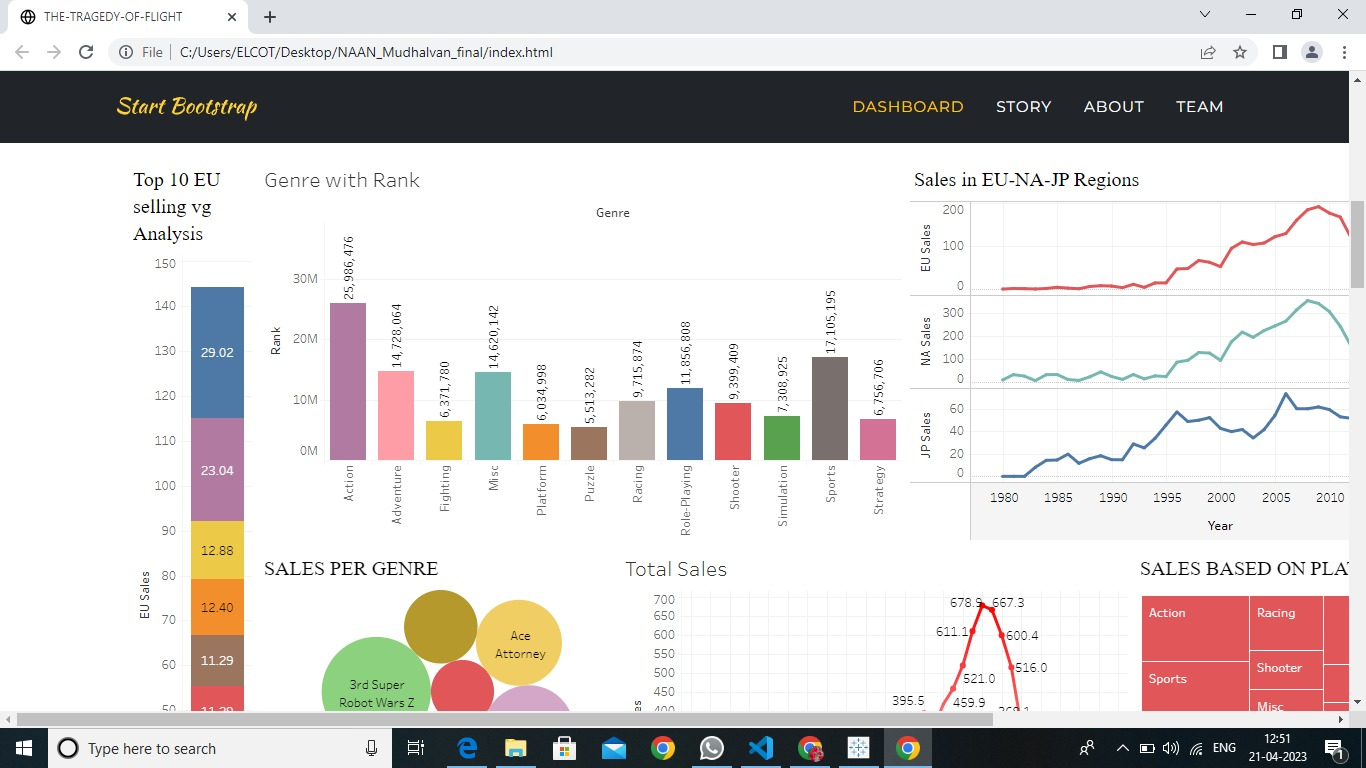 THE-TRAGEDY-OF-FLIGHT
File
C:/Users/ELCOT/Desktop/NAAN_Mudhalvan_final/index.html
Start Bootstrap
DASHBOARD
STORY
ABOUT
TEAM
Top 10 EU
selling vg
Analysis
150
140
130
120
110
100
90
80
70
60
50
EU Sales
29.02
23.04
12.88
12.40
11.29
11.20
Genre with Rank
Genre
Rank
30M
20M
10M
0M
25,986,476
14,728,064
6,371,780
14,620,142
6,034,998
5,513,282
9,715,874
11,856,808
9,399,409
7,308,925
17,105,195
6,756,706
Action
Adventure
Fighting
Misc
Platform
Puzzle
Racing
Role-Playing
Shooter
Simulation
Sports
Strategy
Sales in EU-NA-JP Regions
EU Sales
200
100
0
NA Sales
300
200
100
0
JP Sales
60
40
20
0
1980
1985
1990
1995
2000
2005
2010
Year
SALES PER GENRE
Ace
Attorney
3rd Super
Robot Wars Z
Total Sales
700
650
600
550
500
450
400
678.9
667.3
611.1
600.4
521.0
516.0
459.9
395.5
SALES BASED ON PLA
Action
Sports
Racing
Shooter
Misc
Type here to search
ENG
12:51
21-04-2023
1